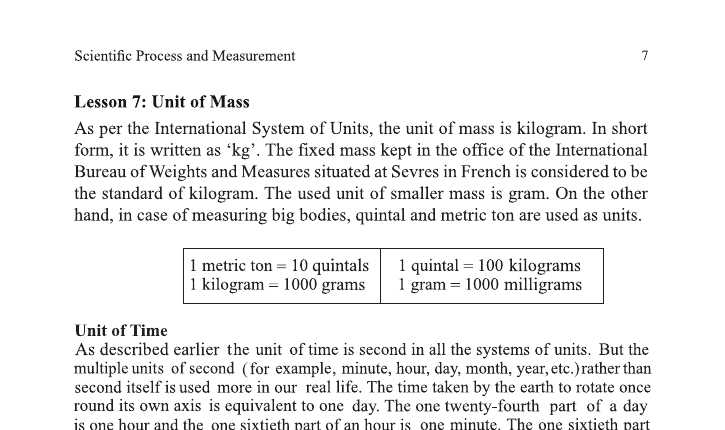 Scientific Process and Measurement 7
Lesson 7: Unit of Mass
As per the International System of Units, the unit of mass is kilogram. In short
form, it is written as ‘kg’. The fixed mass kept in the office of the International
Bureau of Weights and Measures situated at Sevres in French is considered to be
the standard of kilogram. The used unit of smaller mass is gram. On the other
hand, in case of measuring big bodies, quintal and metric ton are used as units.
1 metric ton = 10 quintals 1 quintal = 100 kilograms
1 kilogram = 1000 grams 1 gram = 1000 milligrams
Unit of Time
As described earlier the unit of time is second in all the systems of units. But the
multiple units of second (for example, minute, hour, day, month, year, etc.) rather than
second itself is used more in our real life. The time taken by the earth to rotate once
round its own axis is equivalent to one day. The one twenty-fourth part of a day
is one hour and the one sixtieth part of an hour is one minute. The one sixtieth part